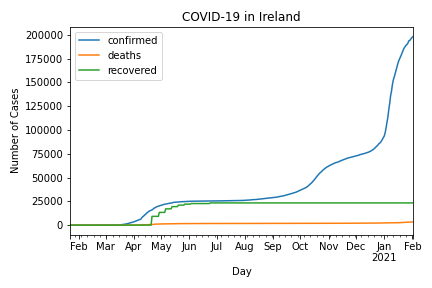 COVID-19 in Ireland
confirmed
deaths
recovered
Number of Cases
200000
175000
150000
125000
100000
75000
50000
25000
0
Feb Mar Apr May Jun Jul Aug Sep Oct Nov Dec Jan Feb
2021
Day